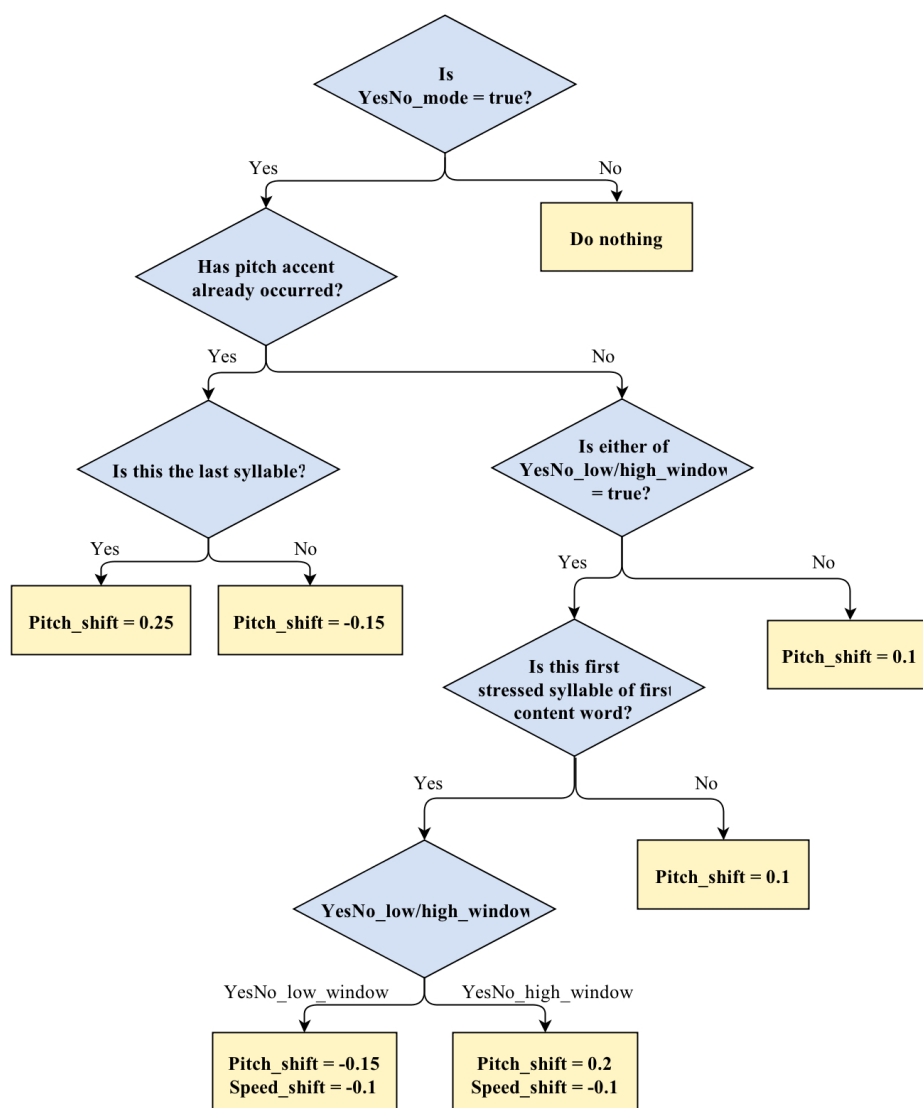 Is
YesNo_mode = true?
Yes
No
Do nothing
Has pitch accent
already occurred?
Yes
No
Is this the last syllable?
Is either of
YesNo_low/high_window
= true?
Yes
No
Yes
No
Pitch_shift = 0.25
Pitch_shift = -0.15
Pitch_shift = 0.1
Is this first
stressed syllable of first
content word?
Yes
No
Pitch_shift = 0.1
YesNo_low/high_window
YesNo_low_window
YesNo_high_window
Pitch_shift = -0.15
Speed_shift = -0.1
Pitch_shift = 0.2
Speed_shift = -0.1